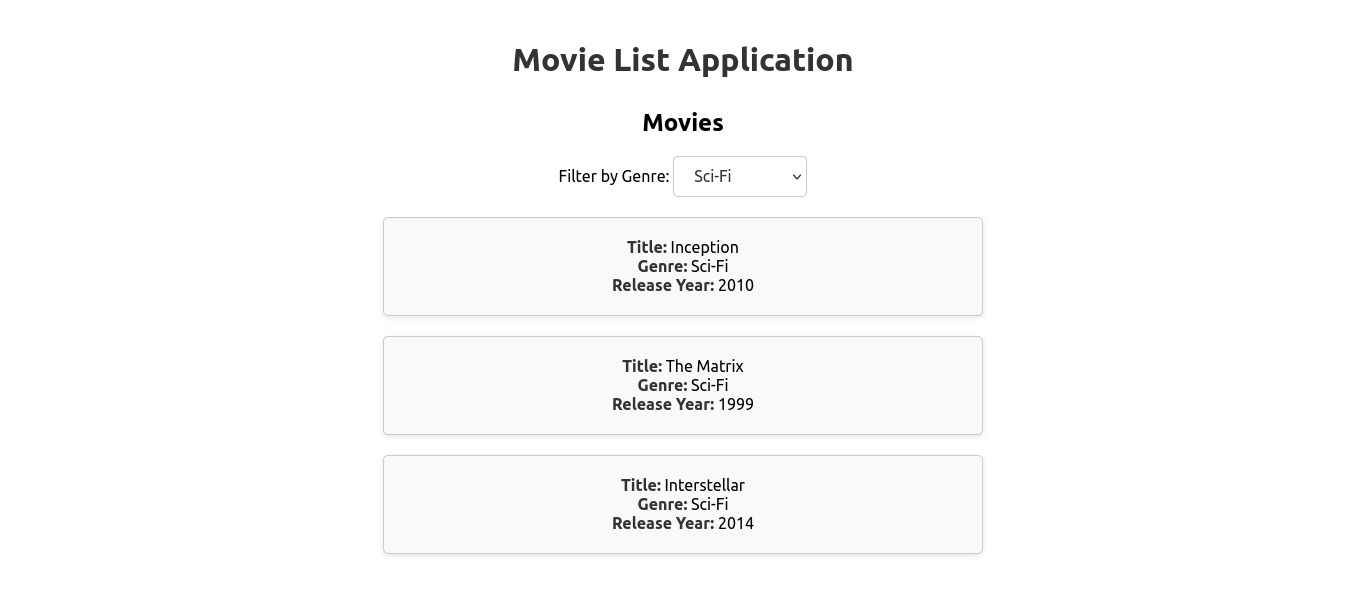 Movie List Application
Movies
Filter by Genre: Sci-Fi
Title: Inception
Genre: Sci-Fi
Release Year: 2010
Title: The Matrix
Genre: Sci-Fi
Release Year: 1999
Title: Interstellar
Genre: Sci-Fi
Release Year: 2014